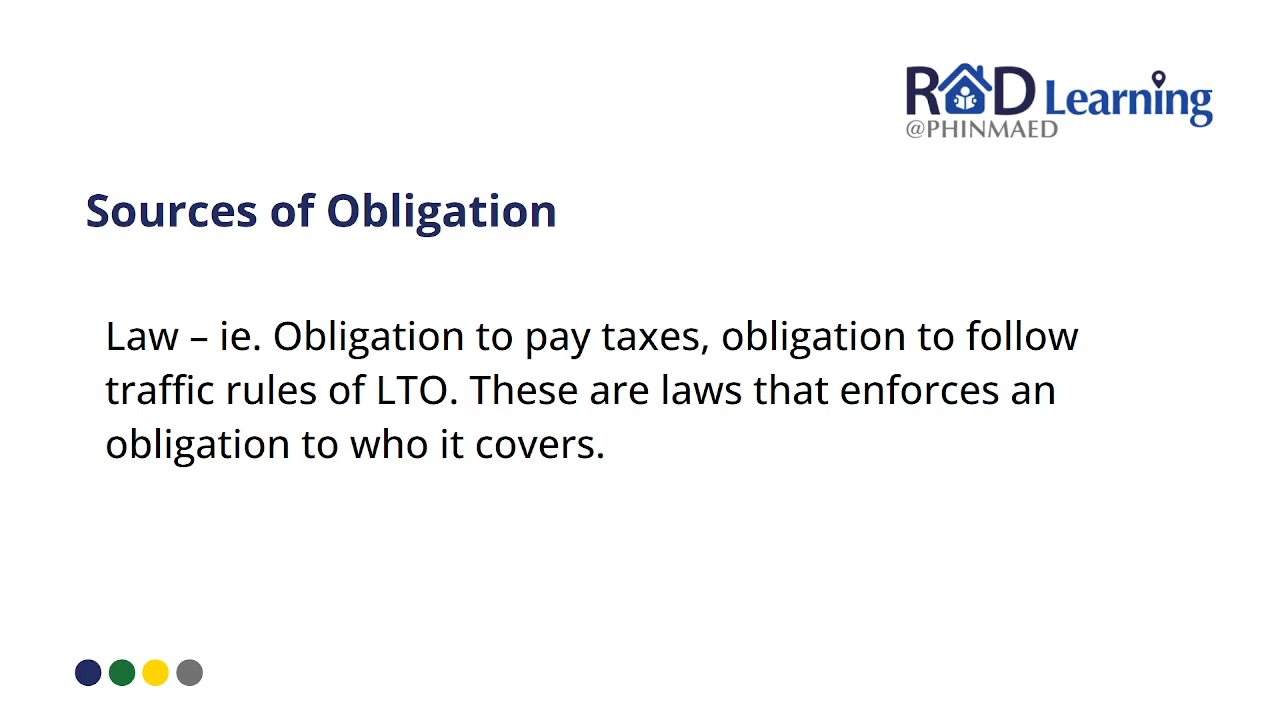 RAD Learning
@PHINMAED
Sources of Obligation
Law – ie. Obligation to pay taxes, obligation to follow
traffic rules of LTO. These are laws that enforces an
obligation to who it covers.